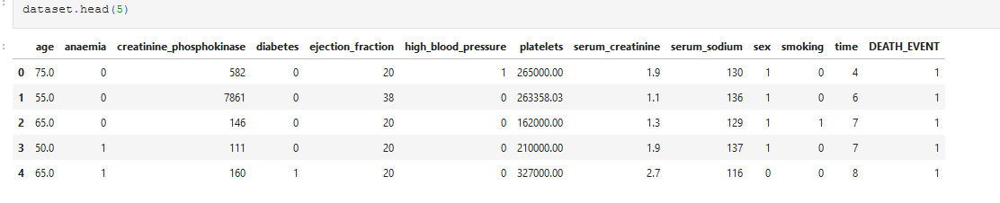 dataset.head(5)
age anaemia creatinine_phosphokinase diabetes ejection_fraction high_blood_pressure platelets serum_creatinine serum_sodium sex smoking time DEATH_EVENT
0 75.0 0 582 0 20 1 265000.00 1.9 130 1 0 4 1
1 55.0 0 7861 0 38 0 263358.03 1.1 136 1 0 6 1
2 65.0 0 146 0 20 0 162000.00 1.3 129 1 1 7 1
3 50.0 1 111 0 20 0 210000.00 1.9 137 1 0 7 1
4 65.0 1 160 1 20 0 327000.00 2.7 116 0 0 8 1